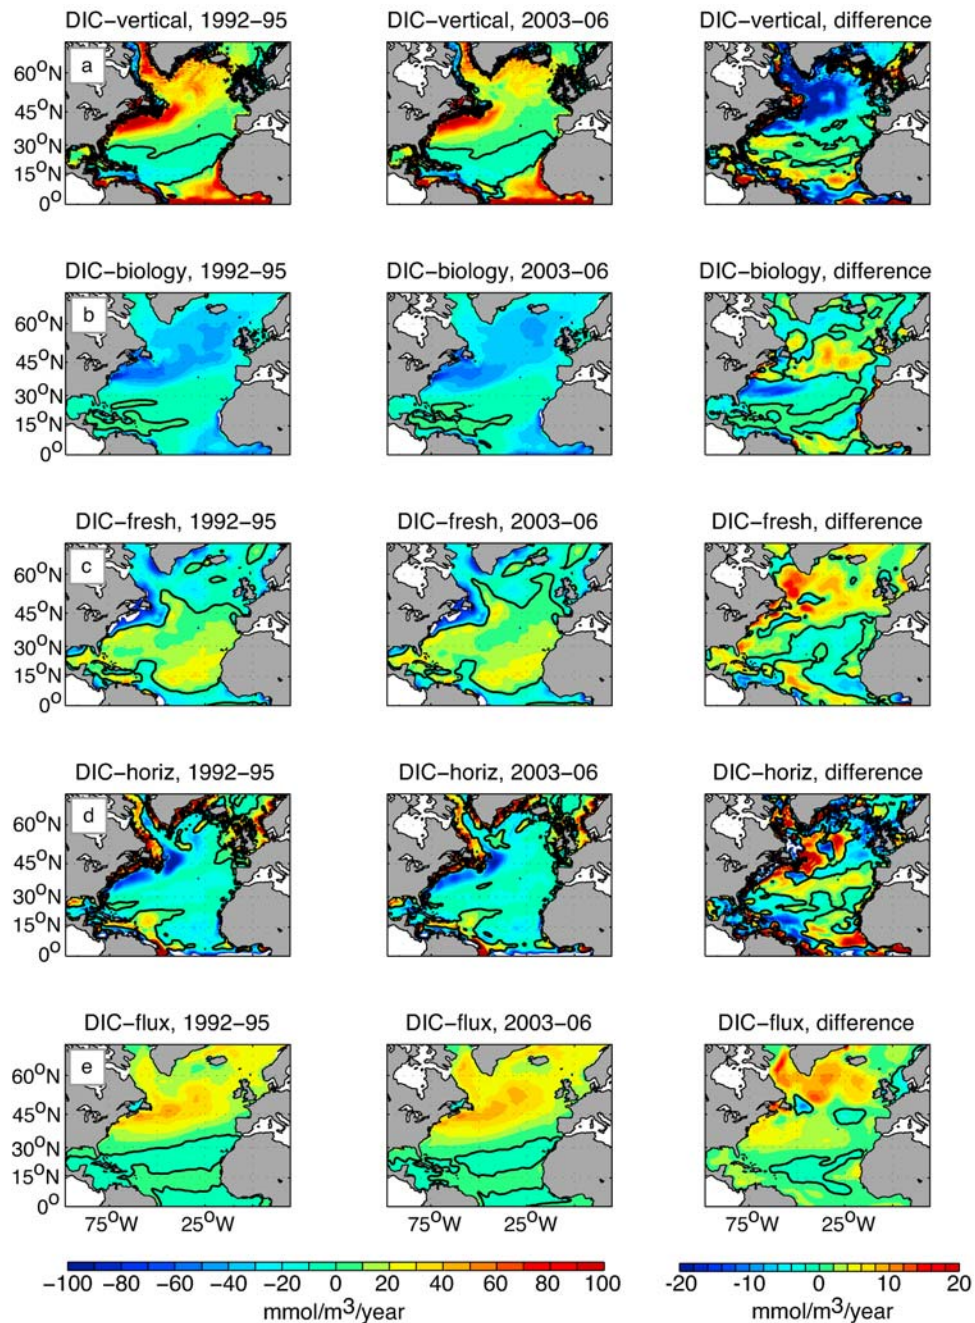 DIC-vertical, 1992-95 DIC-vertical, 2003-06 DIC-vertical, difference
a
60°N
45°N
30°N
15°N
0°
DIC-biology, 1992-95 DIC-biology, 2003-06 DIC-biology, difference
b
60°N
45°N
30°N
15°N
0°
DIC-fresh, 1992-95 DIC-fresh, 2003-06 DIC-fresh, difference
c
60°N
45°N
30°N
15°N
0°
DIC-horiz, 1992-95 DIC-horiz, 2003-06 DIC-horiz, difference
d
60°N
45°N
30°N
15°N
0°
DIC-flux, 1992-95 DIC-flux, 2003-06 DIC-flux, difference
e
60°N
45°N
30°N
15°N
0°
75°W 25°W 75°W 25°W 75°W 25°W
-100 -80 -60 -40 -20 0 20 40 60 80 100 -20 -10 0 10 20
mmol/m³/year mmol/m³/year